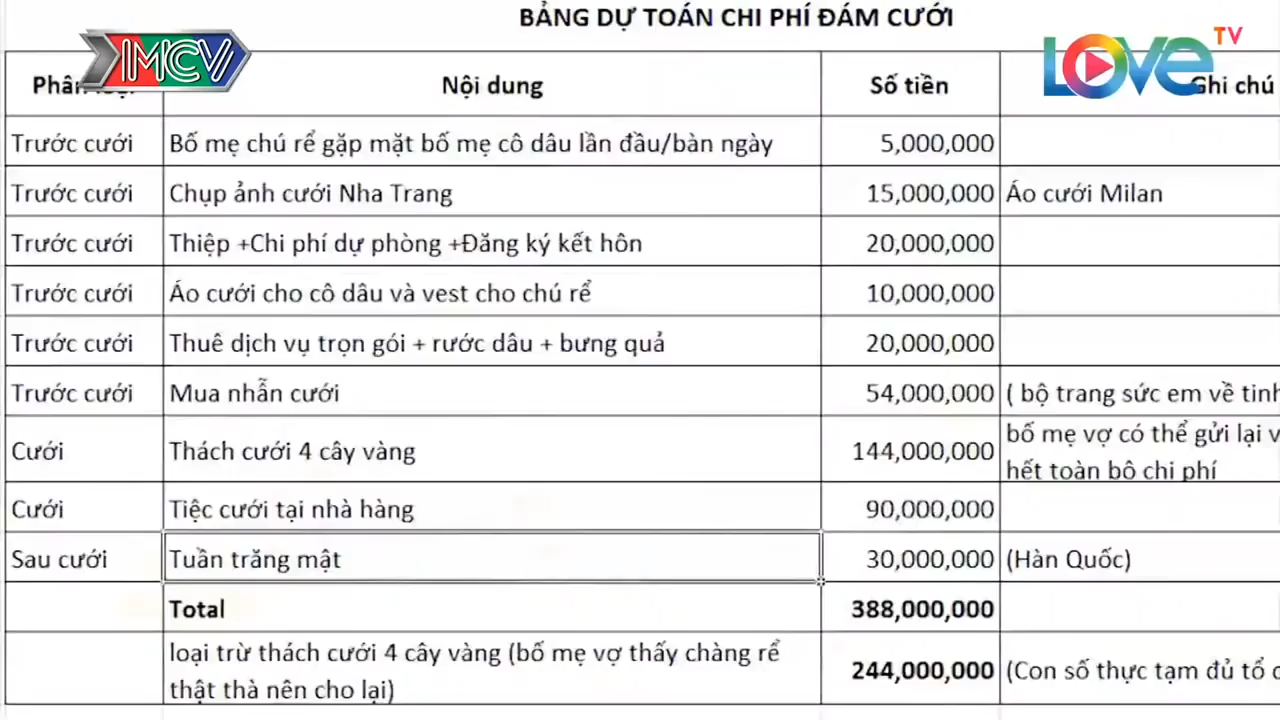 BẢNG DỰ TOÁN CHI PHÍ ĐÁM CƯỚI
MCV
LOVE TV
Phân Nội dung Số tiền Ghi chú
Trước cưới Bố mẹ chú rể gặp mặt bố mẹ cô dâu lần đầu/bàn ngày 5,000,000
Trước cưới Chụp ảnh cưới Nha Trang 15,000,000 Áo cưới Milan
Trước cưới Thiệp +Chi phí dự phòng +Đăng ký kết hôn 20,000,000
Trước cưới Áo cưới cho cô dâu và vest cho chú rể 10,000,000
Trước cưới Thuê dịch vụ trọn gói + rước dâu + bưng quả 20,000,000
Trước cưới Mua nhẫn cưới 54,000,000 ( bộ trang sức em về tinh
Cưới Thách cưới 4 cây vàng 144,000,000 bố mẹ vợ có thể gửi lại v
hết toàn bô chi phí
Cưới Tiệc cưới tại nhà hàng 90,000,000
Sau cưới Tuần trăng mật 30,000,000 (Hàn Quốc)
Total 388,000,000
loại trừ thách cưới 4 cây vàng (bố mẹ vợ thấy chàng rể
thật thà nên cho lại) 244,000,000 (Con số thực tạm đủ tổ